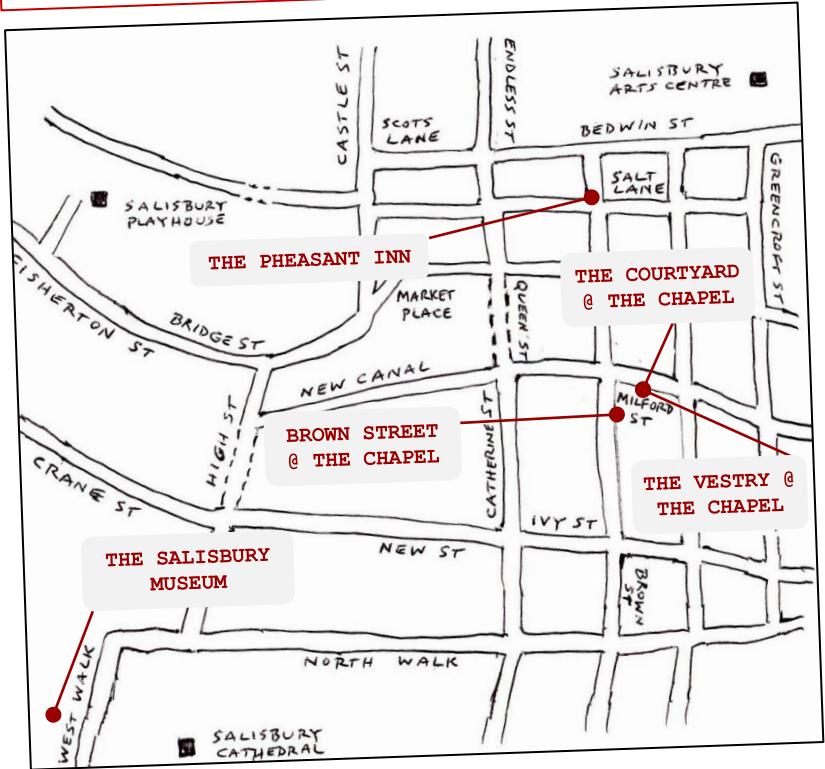 CASTLE ST
ENDLESS ST
SALISBURY
ARTS CENTRE
SCOTS
LANE
BEDWIN ST
SALT
LANE
GREENCROFT ST
SALISBURY
PLAYHOUSE
THE PHEASANT INN
THE COURTYARD
@ THE CHAPEL
FISHERTON ST
BRIDGE ST
MARKET
PLACE
QUEEN ST
NEW CANAL
HIGH ST
MILFORD
ST
BROWN STREET
@ THE CHAPEL
CATHERINE ST
CRANE ST
THE VESTRY @
THE CHAPEL
IVY ST
NEW ST
THE SALISBURY
MUSEUM
BROWN
ST
NORTH WALK
WEST WALK
SALISBURY
CATHEDRAL